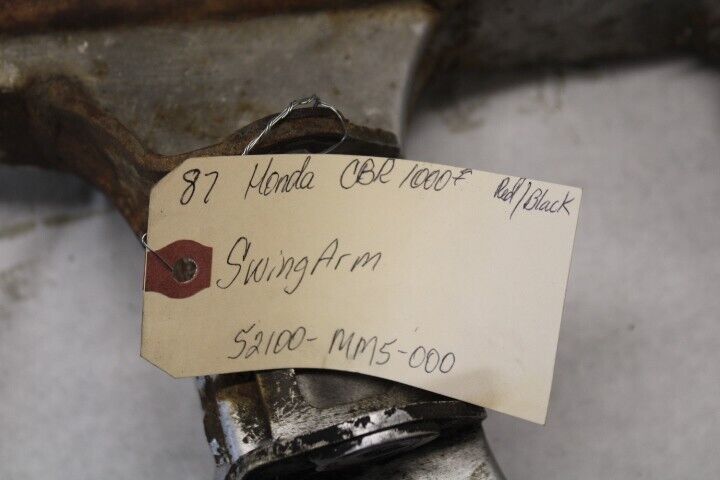 87 Honda CBR 1000F Red/Black
SwingArm
52100-MM5-000